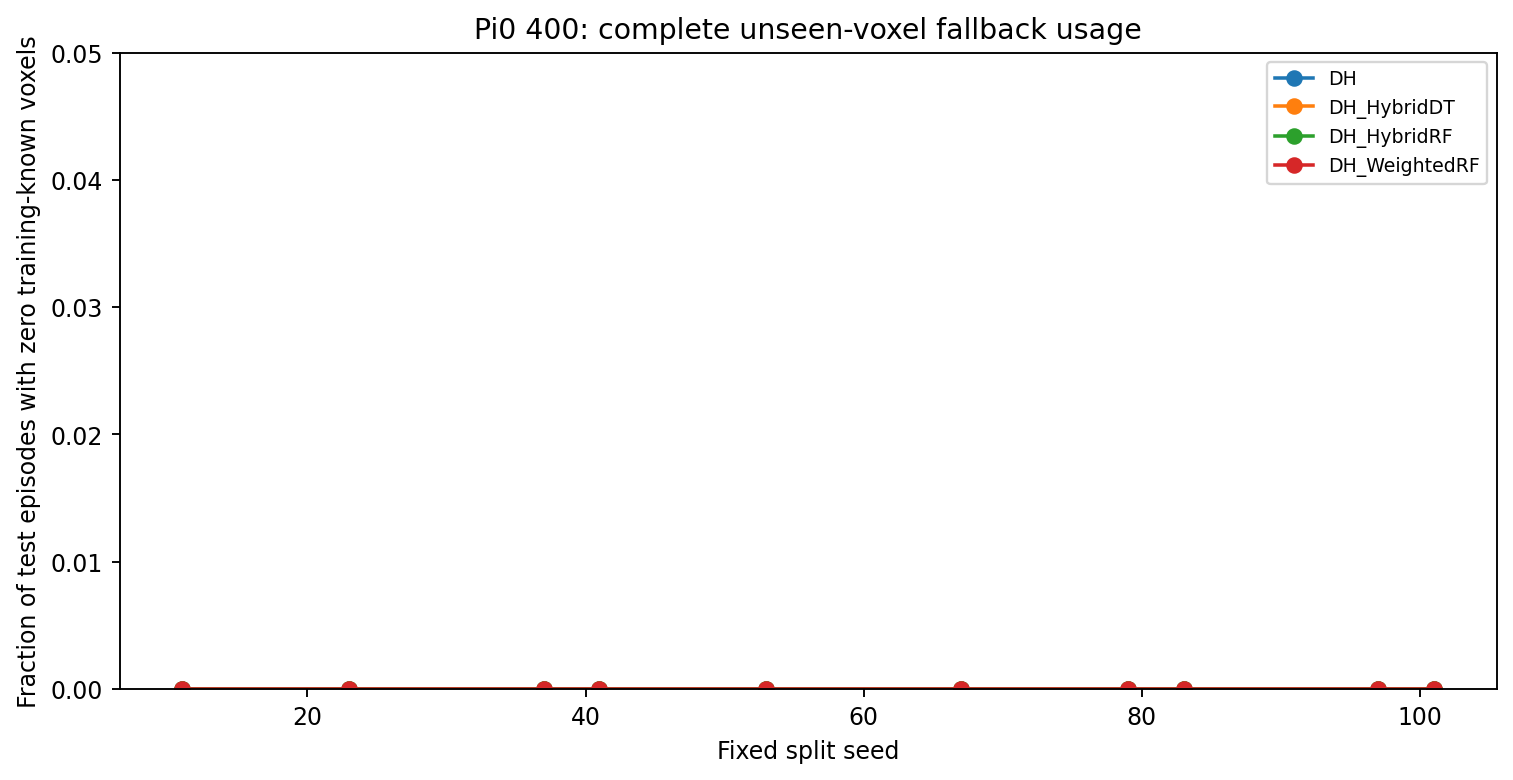 Pi0 400: complete unseen-voxel fallback usage
Fraction of test episodes with zero training-known voxels
0.05
0.04
0.03
0.02
0.01
0.00
DH
DH_HybridDT
DH_HybridRF
DH_WeightedRF
20
40
60
80
100
Fixed split seed